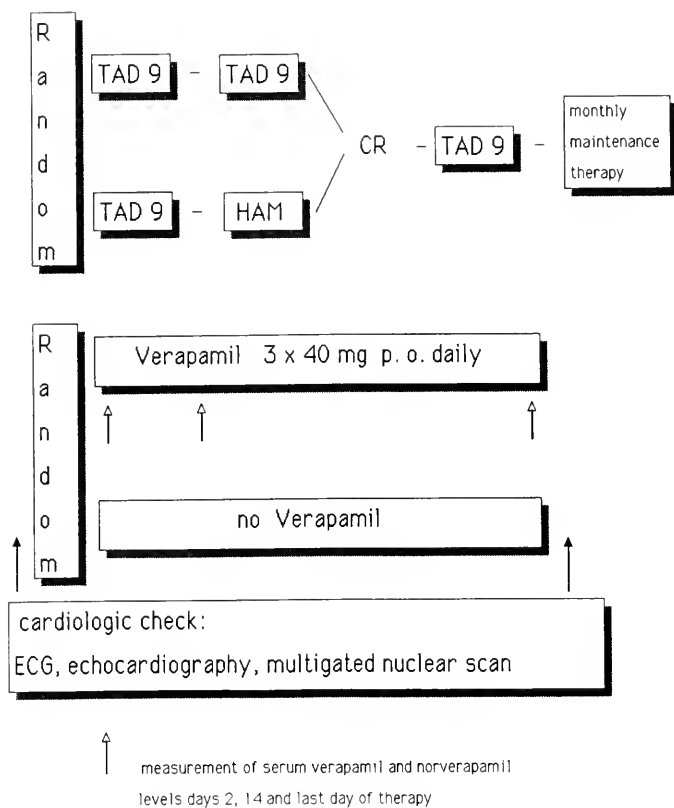 Random
TAD 9 - TAD 9
TAD 9 - HAM
CR - TAD 9 -
monthly
maintenance
therapy
Random
Verapamil 3 x 40 mg p. o. daily
no Verapamil
cardiologic check:
ECG, echocardiography, multigated nuclear scan
measurement of serum verapamil and norverapamil
levels days 2, 14 and last day of therapy